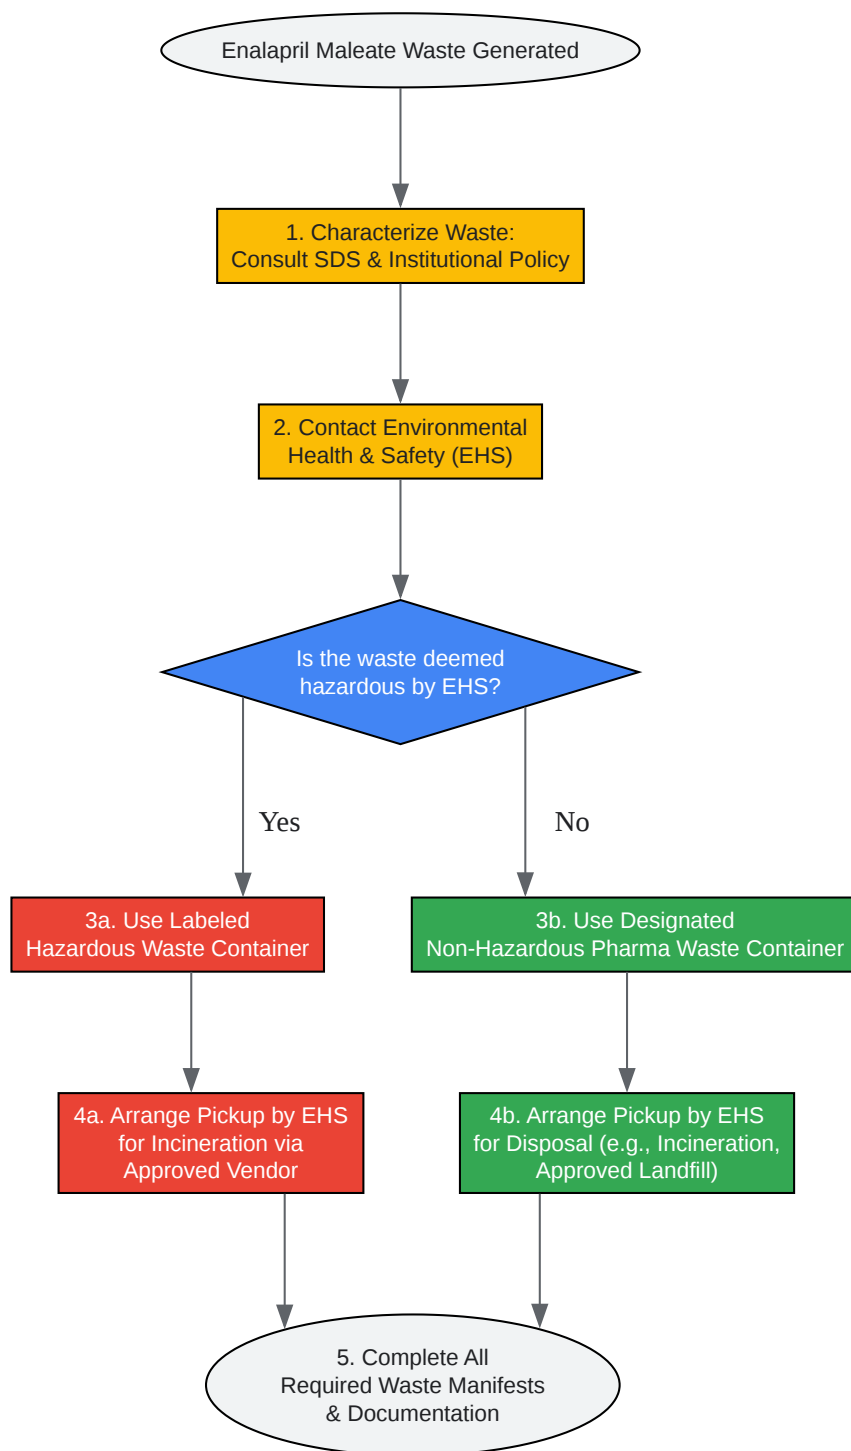 Enalapril Maleate Waste Generated
1. Characterize Waste:
Consult SDS & Institutional Policy
2. Contact Environmental
Health & Safety (EHS)
Is the waste deemed
hazardous by EHS?
Yes
No
3a. Use Labeled
Hazardous Waste Container
3b. Use Designated
Non-Hazardous Pharma Waste Container
4a. Arrange Pickup by EHS
for Incineration via
Approved Vendor
4b. Arrange Pickup by EHS
for Disposal (e.g., Incineration,
Approved Landfill)
5. Complete All
Required Waste Manifests
& Documentation